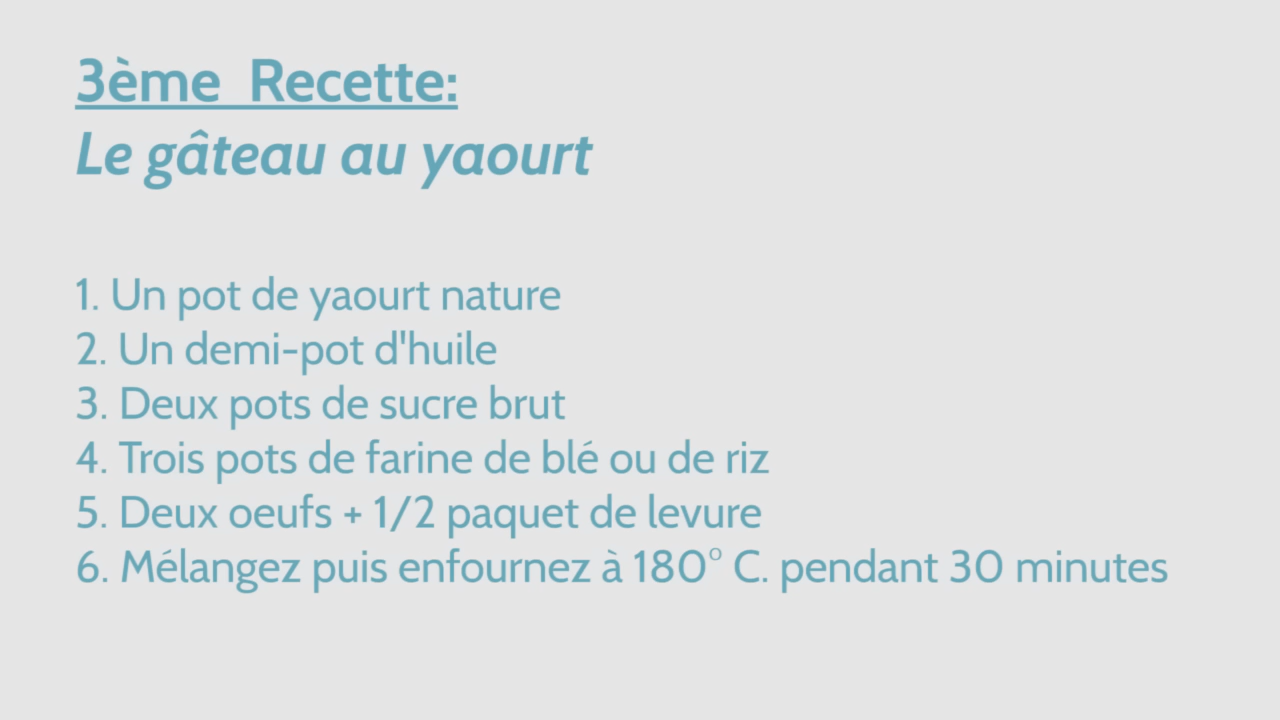 3ème Recette:
Le gâteau au yaourt
1. Un pot de yaourt nature
2. Un demi-pot d'huile
3. Deux pots de sucre brut
4. Trois pots de farine de blé ou de riz
5. Deux oeufs + 1/2 paquet de levure
6. Mélangez puis enfournez à 180° C. pendant 30 minutes